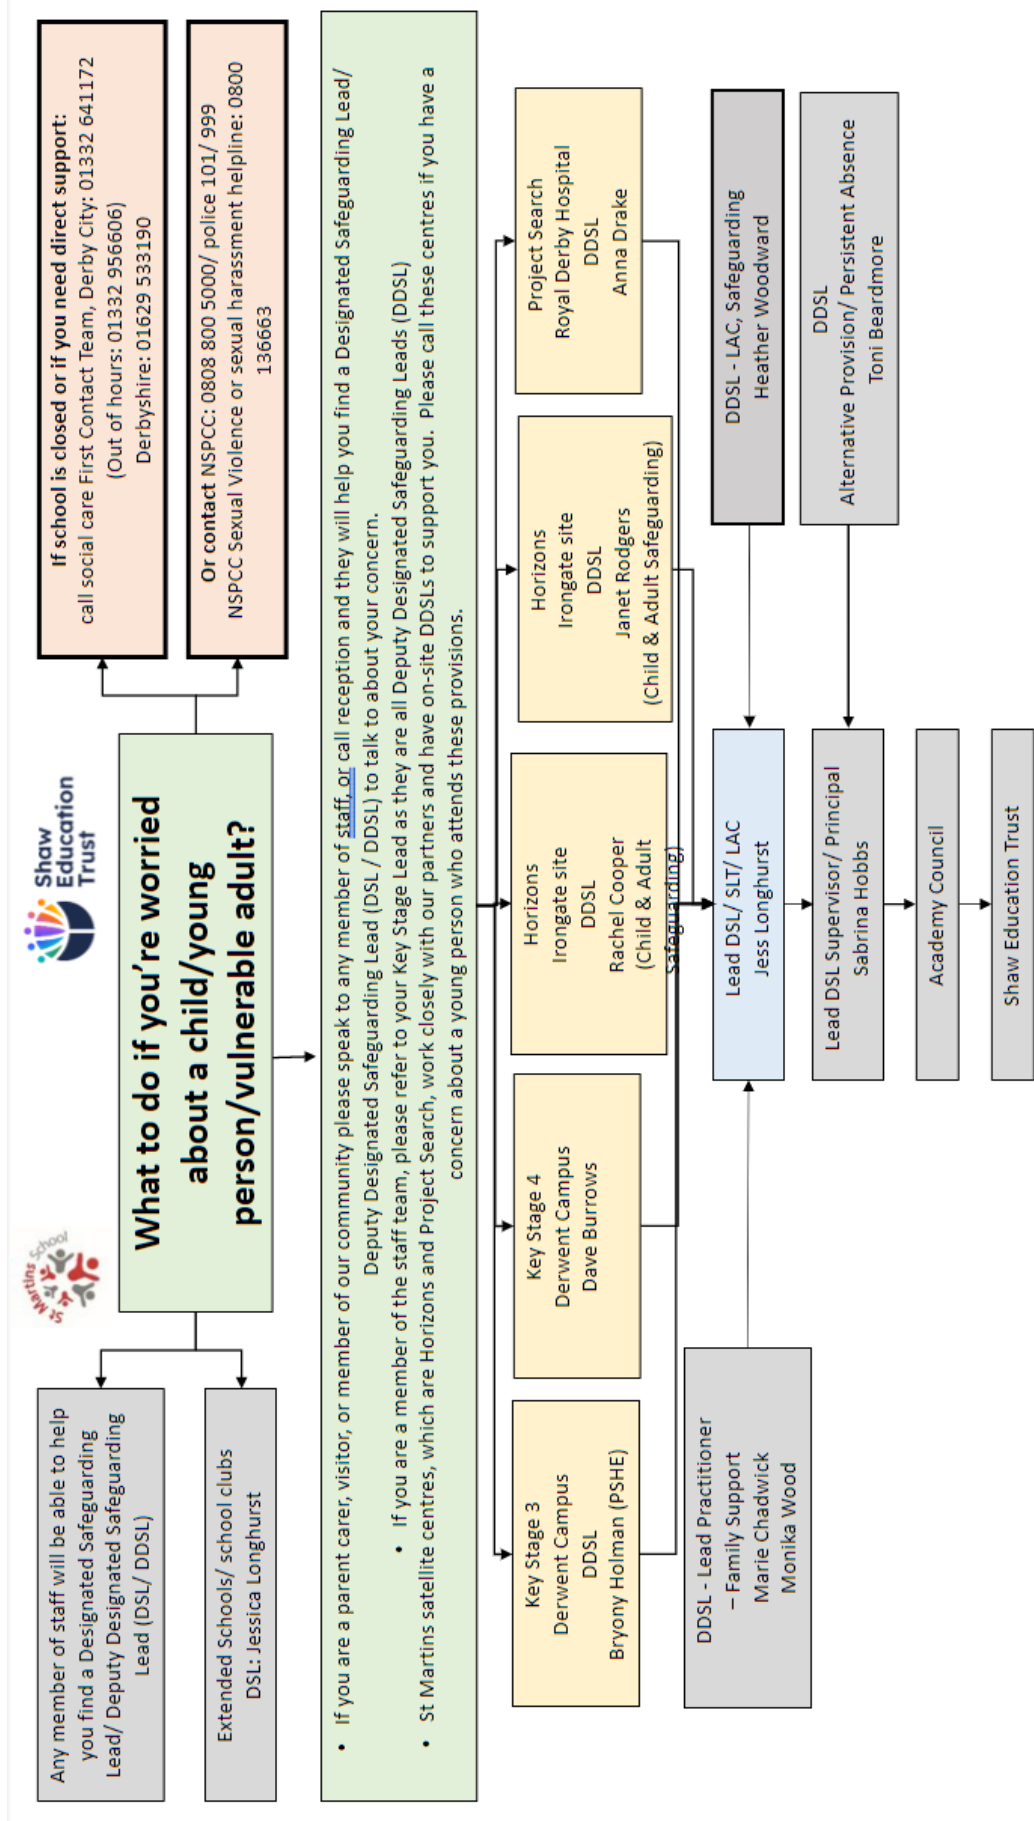 St Martins School
Shaw
Education
Trust
Any member of staff will be able to help
you find a Designated Safeguarding
Lead/ Deputy Designated Safeguarding
Lead (DSL/ DDSL)
Extended Schools/ school clubs
DSL: Jessica Longhurst
What to do if you're worried
about a child/young
person/vulnerable adult?
If school is closed or if you need direct support:
call social care First Contact Team, Derby City: 01332 641172
(Out of hours: 01332 956606)
Derbyshire: 01629 533190
Or contact NSPCC: 0808 800 5000/ police 101/ 999
NSPCC Sexual Violence or sexual harassment helpline: 0800
136663
• If you are a parent care, visitor, or member of our community please speak to any member of staff, or call reception and they will help you find a Designated Safeguarding Lead/
Deputy Designated Safeguarding Lead (DSL / DDSL) to talk to about your concern.
• If you are a member of the staff team, please refer to your Key Stage Lead as they are all Deputy Designated Safeguarding Leads (DDSL)
• St Martins satellite centres, which are Horizons and Project Search, work closely with our partners and have on-site DDSLs to support you. Please call these centres if you have a
concern about a young person who attends these provisions.
Key Stage 3
Derwent Campus
DDSL
Bryony Holman (PSHE)
Key Stage 4
Derwent Campus
Dave Burrows
Horizons
Irongate site
DDSL
Rachel Cooper
(Child & Adult
Safeguarding)
Horizons
Irongate site
DDSL
Janet Rodgers
(Child & Adult Safeguarding)
Project Search
Royal Derby Hospital
DDSL
Anna Drake
DDSL - Lead Practitioner
– Family Support
Marie Chadwick
Monika Wood
Lead DSL/ SLT/ LAC
Jess Longhurst
DDSL - LAC, Safeguarding
Heather Woodward
Lead DSL Supervisor/ Principal
Sabrina Hobbs
DDSL
Alternative Provision/ Persistent Absence
Toni Beardmore
Academy Council
Shaw Education Trust